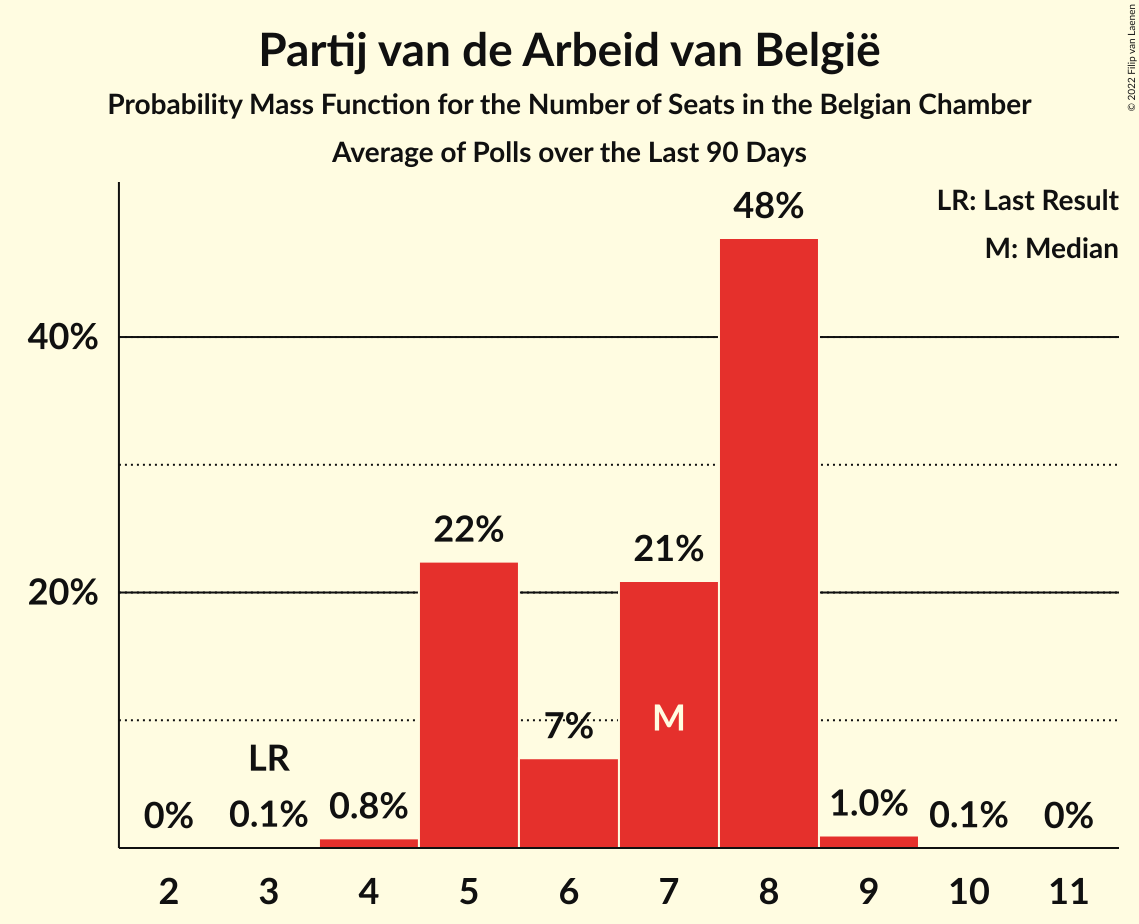 Partij van de Arbeid van België
Probability Mass Function for the Number of Seats in the Belgian Chamber
Average of Polls over the Last 90 Days
© 2022 Filip van Laenen
LR: Last Result
M: Median
48%
40%
22%
21%
20%
7%
M
LR
0%
0.1%
0.8%
1.0%
0.1%
0%
2 3 4 5 6 7 8 9 10 11